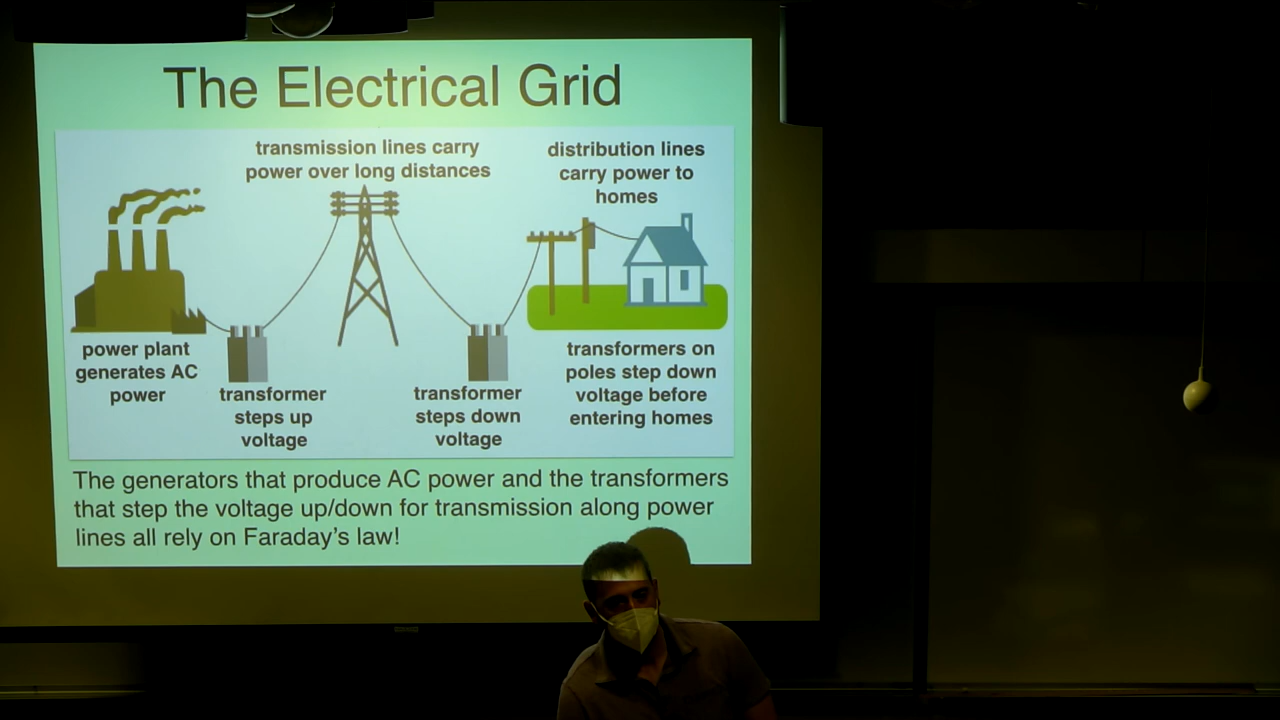 The Electrical Grid
transmission lines carry
power over long distances
distribution lines
carry power to
homes
power plant
generates AC
power
transformer
steps up
voltage
transformer
steps down
voltage
transformers on
poles step down
voltage before
entering homes
The generators that produce AC power and the transformers
that step the voltage up/down for transmission along power
lines all rely on Faraday's law!